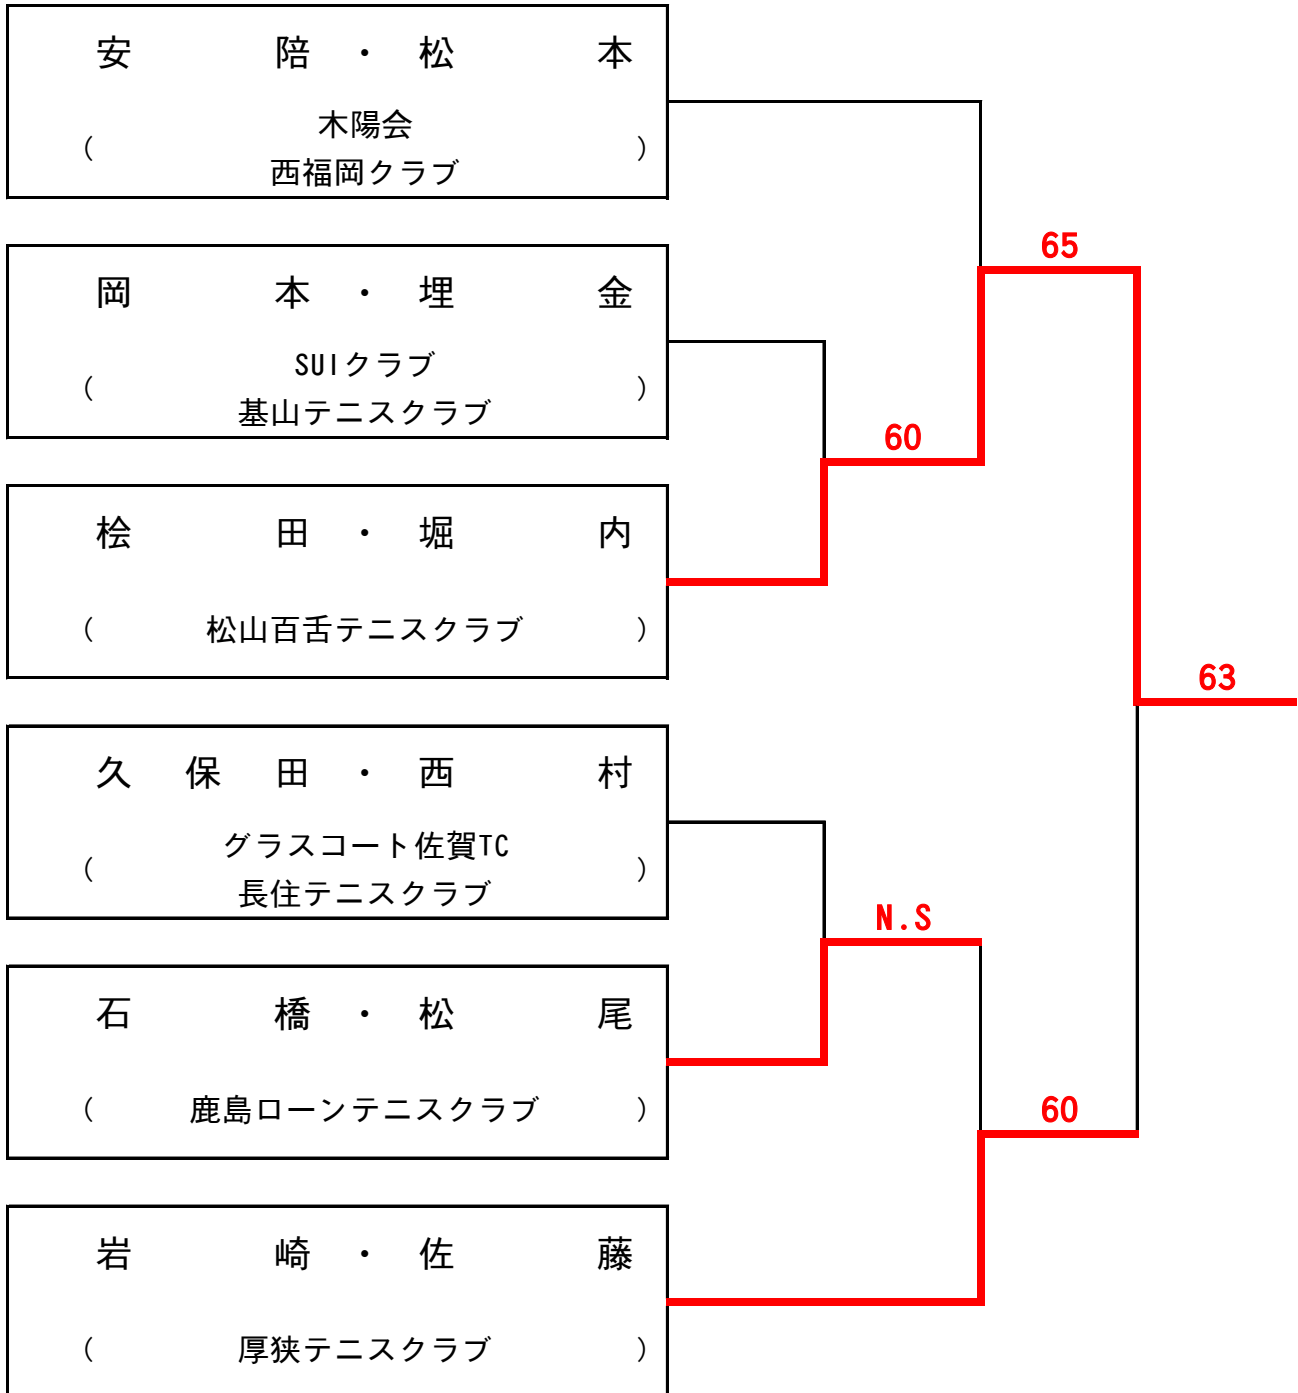 安陪・松本
(木陽会
西福岡クラブ)
65
岡本・埋金
(SUIクラブ
基山テニスクラブ)
60
桧田・堀内
(松山百舌テニスクラブ)
63
久保田・西村
(グラスコート佐賀TC
長住テニスクラブ)
N.S
石橋・松尾
(鹿島ローンテニスクラブ)
60
岩崎・佐藤
(厚狭テニスクラブ)